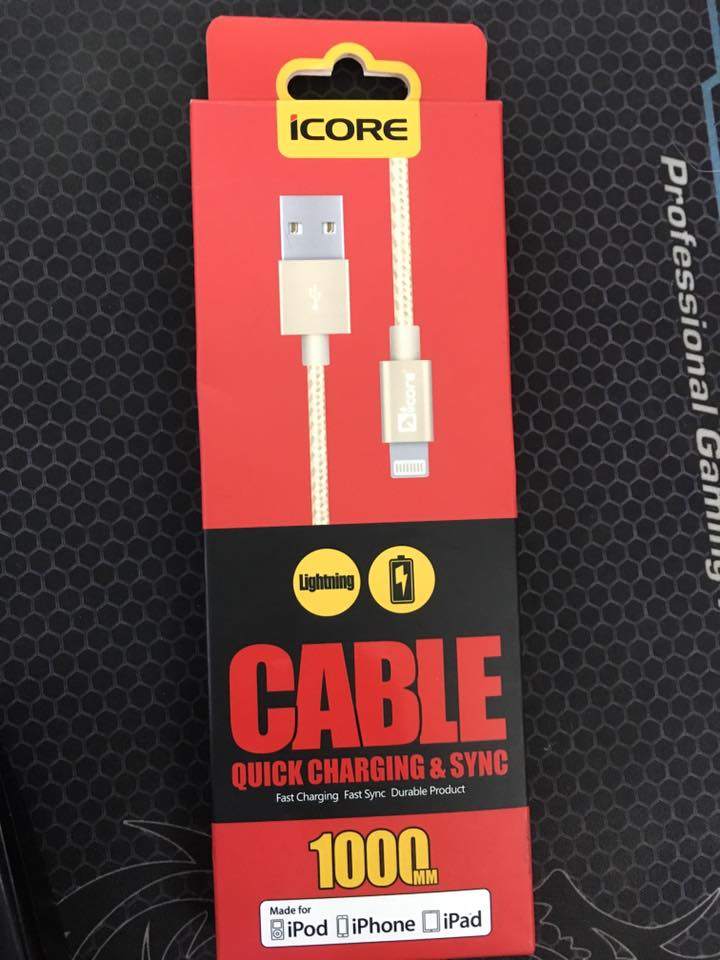 iCORE
icore
Lightning
CABLE
QUICK CHARGING & SYNC
Fast Charging Fast Sync Durable Product
1000MM
Made for
iPod iPhone iPad
Professional Gaming